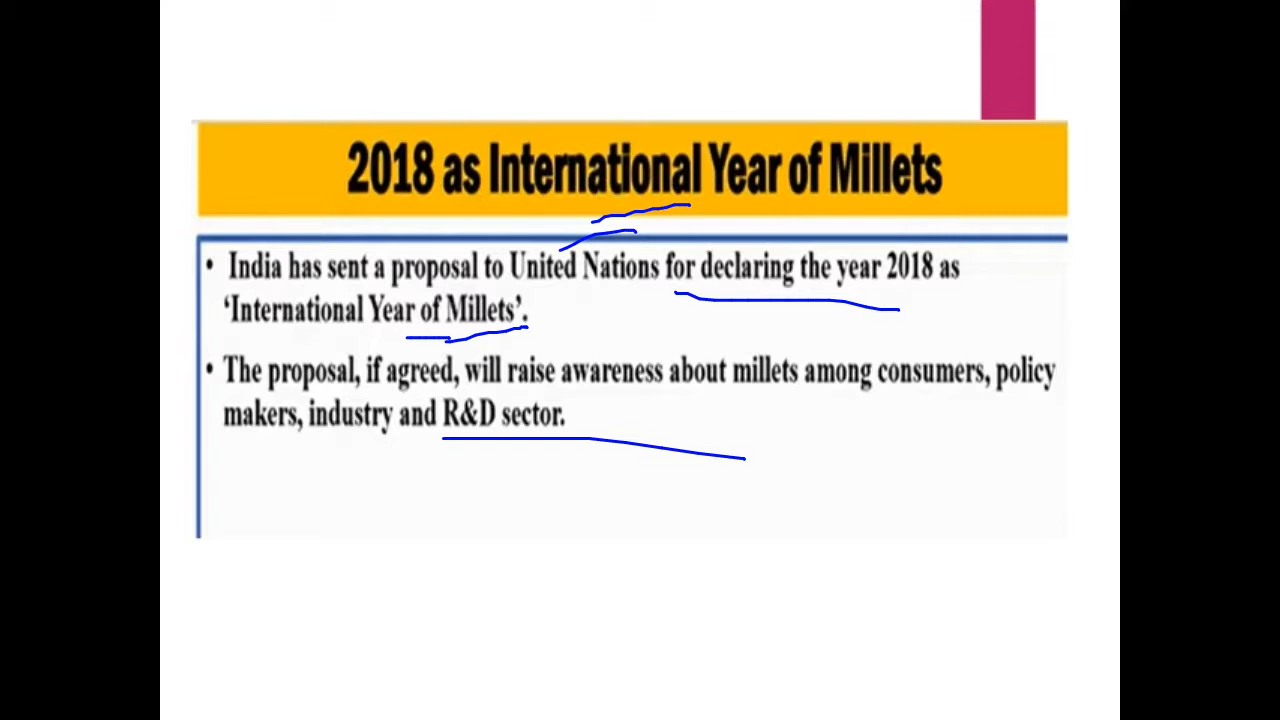 2018 as International Year of Millets
• India has sent a proposal to United Nations for declaring the year 2018 as
‘International Year of Millets’.
• The proposal, if agreed, will raise awareness about millets among consumers, policy
makers, industry and R&D sector.